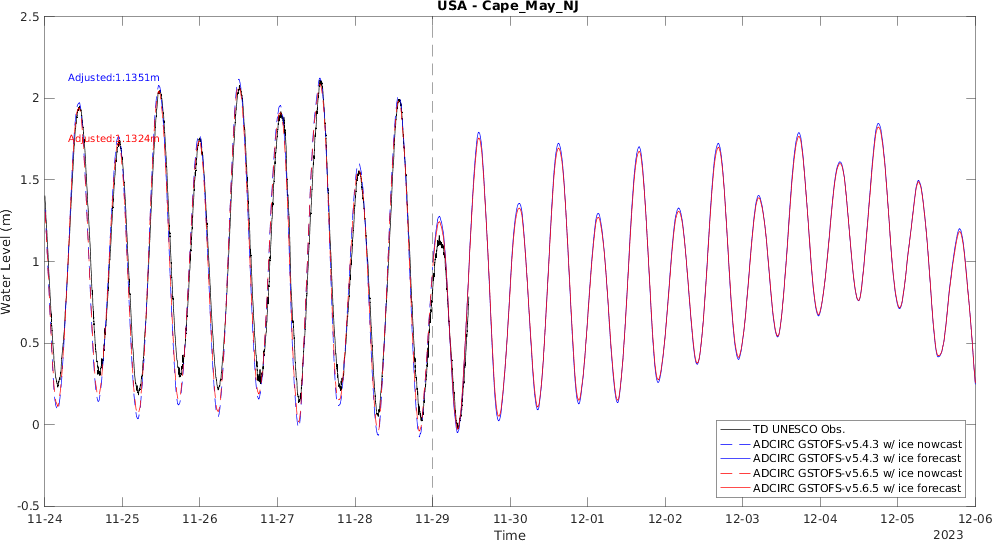 USA - Cape_May_NJ
2.5
2
1.5
1
0.5
0
-0.5
Water Level (m)
Adjusted:1.1351m
Adjusted:1.1324m
TD UNESCO Obs.
ADCIRC GSTOFS-v5.4.3 w/ ice nowcast
ADCIRC GSTOFS-v5.4.3 w/ ice forecast
ADCIRC GSTOFS-v5.6.5 w/ ice nowcast
ADCIRC GSTOFS-v5.6.5 w/ ice forecast
11-24 11-25 11-26 11-27 11-28 11-29 11-30 12-01 12-02 12-03 12-04 12-05 12-06
Time
2023